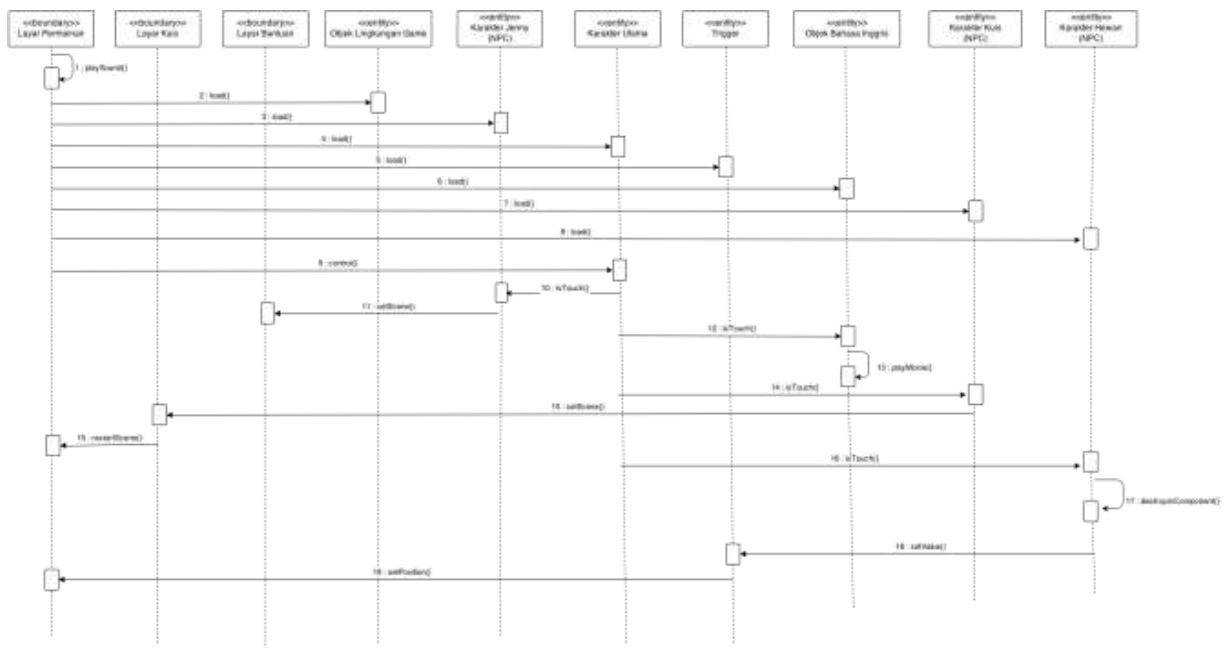 <<boundary>>
Layar Permainan
<<boundary>>
Layar Kuis
<<boundary>>
Layar Bantuan
<<entity>>
Objek Lingkungan Game
<<entity>>
Karakter Jenny
(NPC)
<<entity>>
Karakter Utama
<<entity>>
Trigger
<<entity>>
Objek Bahasa Inggris
<<entity>>
Karakter Kuis
(NPC)
<<entity>>
Karakter Hewan
(NPC)
1 : playSound()
2 : load()
3 : load()
4 : load()
5 : load()
6 : load()
7 : load()
8 : load()
9 : control()
10 : isTouch()
11 : setScene()
12 : isTouch()
13 : playMovie()
14 : isTouch()
15 : setScene()
15 : restartScene()
16 : isTouch()
17 : destroyComponent()
18 : setValue()
19 : setPosition()